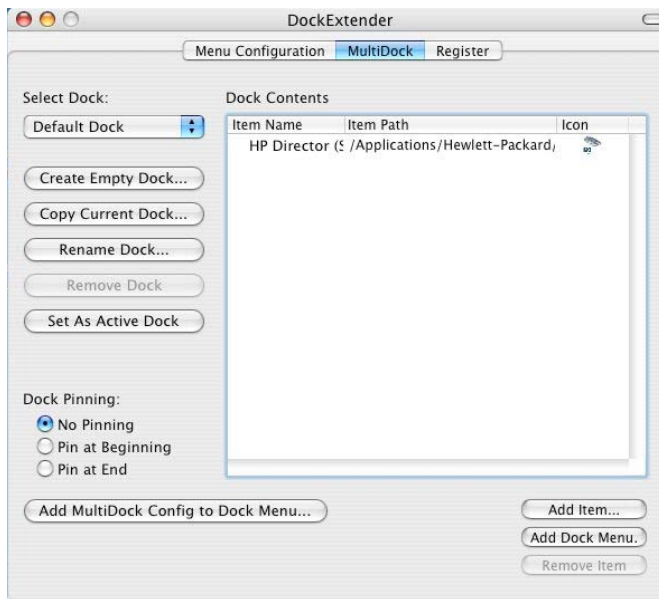 DockExtender
Menu Configuration MultiDock Register
Select Dock:
Default Dock
Create Empty Dock...
Copy Current Dock...
Rename Dock...
Remove Dock
Set As Active Dock
Dock Contents
Item Name Item Path Icon
HP Director (S /Applications/Hewlett-Packard/
Dock Pinning:
No Pinning
Pin at Beginning
Pin at End
Add MultiDock Config to Dock Menu...
Add Item...
Add Dock Menu.
Remove Item